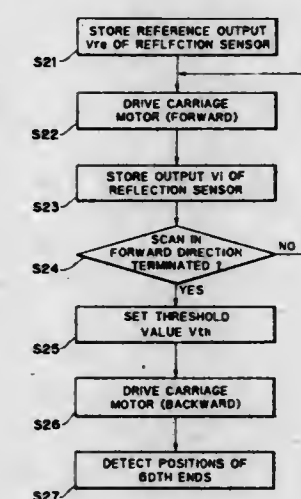 STORE REFERENCE OUTPUT
Vre OF REFLFCTION SENSOR
S21
DRIVE CARRIAGE
MOTOR (FORWARD)
S22
STORE OUTPUT Vi OF
REFLECTION SENSOR
S23
SCAN IN
FORWARD DIRECTION
TERMINATED ?
NO
S24
YES
SET THRESHOLD
VALUE Vth
S25
DRIVE CARRIAGE
MOTOR (BACKWARD)
S26
DETECT POSITIONS OF
BOTH ENDS
S27